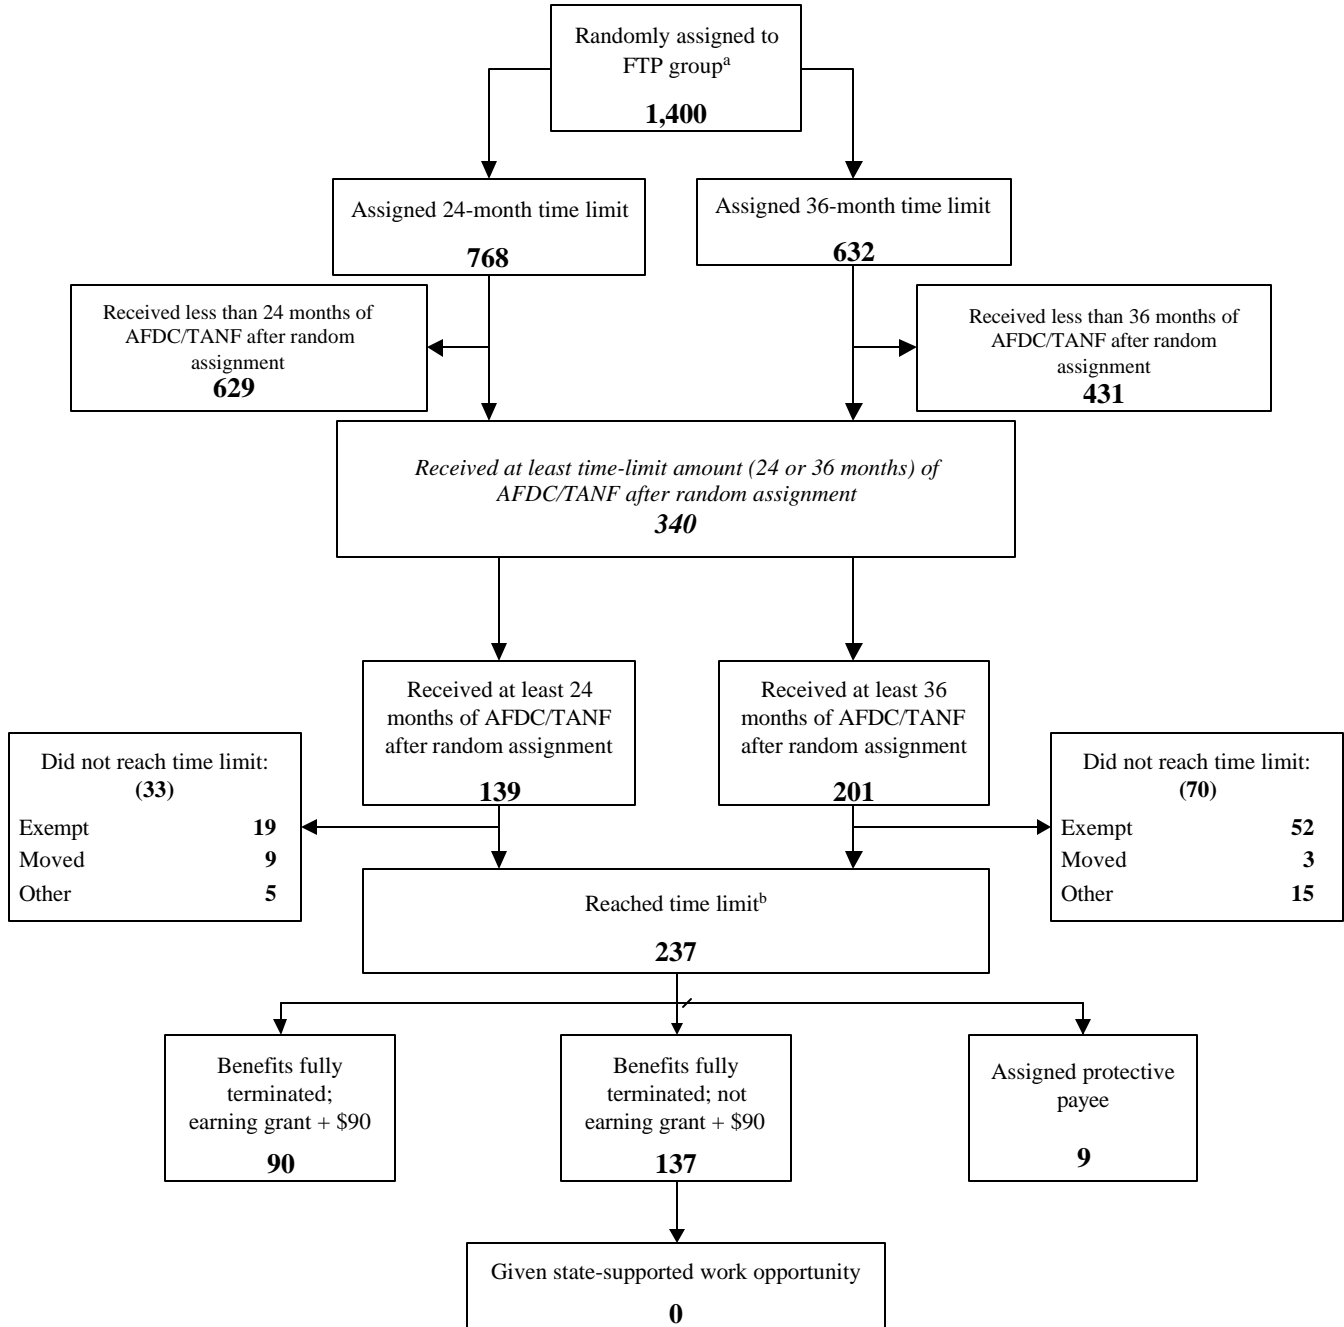 Randomly assigned to
FTP groupᵃ
1,400
Assigned 24-month time limit
768
Assigned 36-month time limit
632
Received less than 24 months of
AFDC/TANF after random
assignment
629
Received less than 36 months of
AFDC/TANF after random
assignment
431
Received at least time-limit amount (24 or 36 months) of
AFDC/TANF after random assignment
340
Received at least 24
months of AFDC/TANF
after random assignment
139
Received at least 36
months of AFDC/TANF
after random assignment
201
Did not reach time limit:
(33)
Exempt 19
Moved 9
Other 5
Did not reach time limit:
(70)
Exempt 52
Moved 3
Other 15
Reached time limitᵇ
237
Benefits fully
terminated;
earning grant + $90
90
Benefits fully
terminated; not
earning grant + $90
137
Assigned protective
payee
9
Given state-supported work opportunity
0